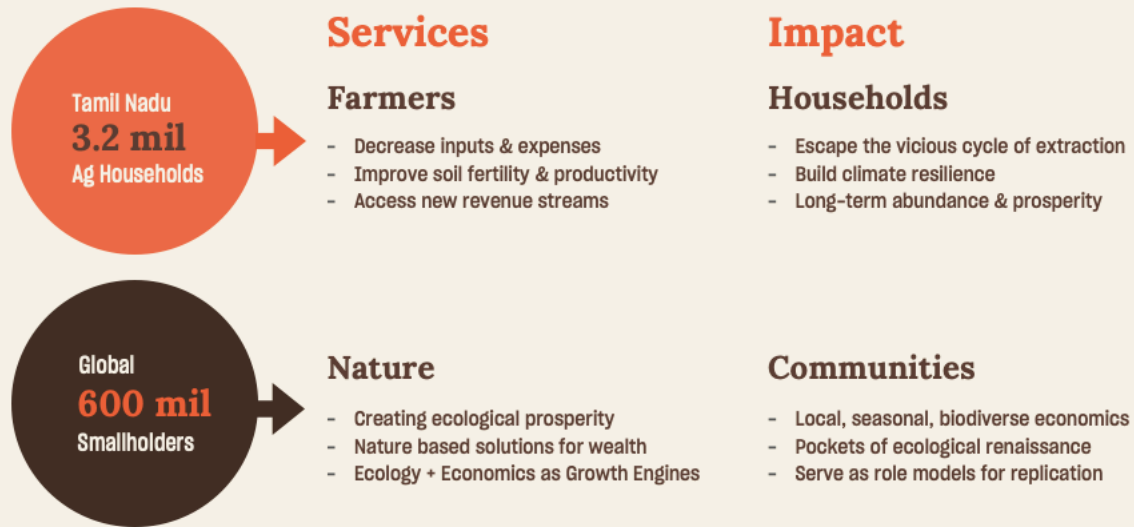 Tamil Nadu
3.2 mil
Ag Households
Services
Farmers
- Decrease inputs & expenses
- Improve soil fertility & productivity
- Access new revenue streams
Impact
Households
- Escape the vicious cycle of extraction
- Build climate resilience
- Long-term abundance & prosperity
Global
600 mil
Smallholders
Nature
- Creating ecological prosperity
- Nature based solutions for wealth
- Ecology + Economics as Growth Engines
Communities
- Local, seasonal, biodiverse economics
- Pockets of ecological renaissance
- Serve as role models for replication